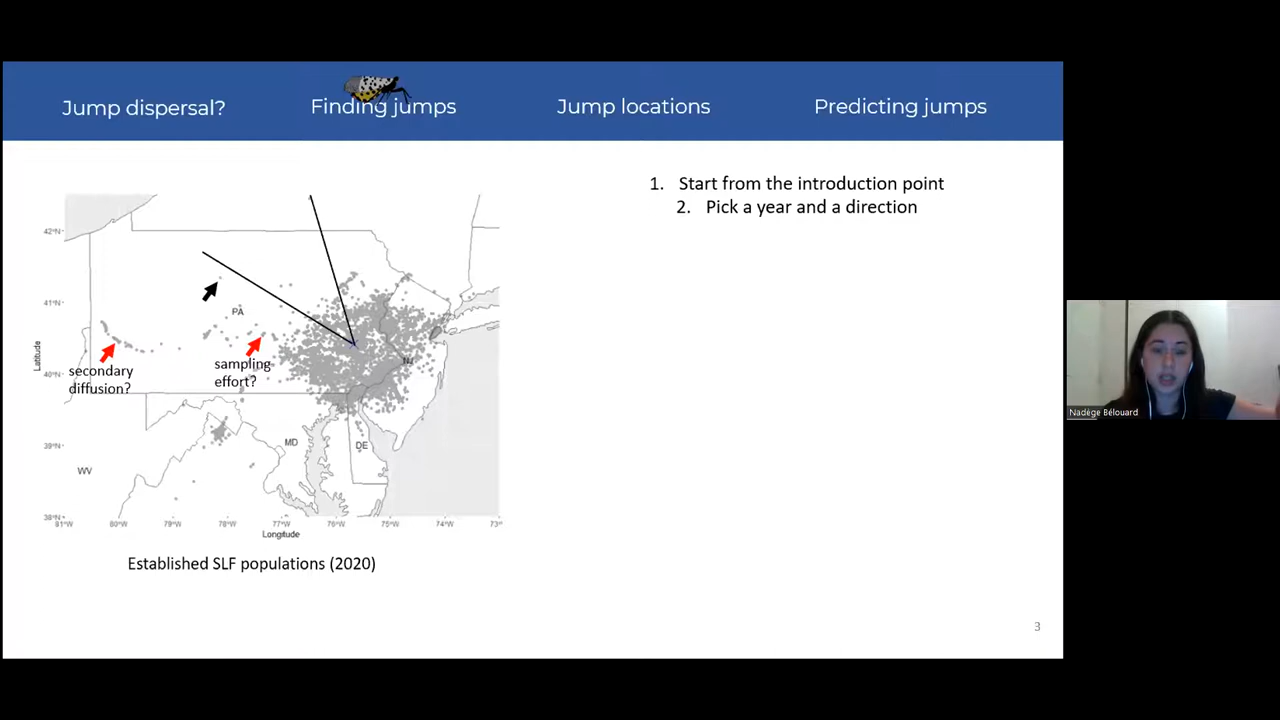 Jump dispersal?
Finding jumps
Jump locations
Predicting jumps
1. Start from the introduction point
2. Pick a year and a direction
42°N
41°N
40°N
39°N
38°N
Latitude
PA
NJ
MD
DE
WV
secondary
diffusion?
sampling
effort?
81°W 80°W 79°W 78°W 77°W 76°W 75°W 74°W 73°
Longitude
Established SLF populations (2020)
3
Nadège Bélouard